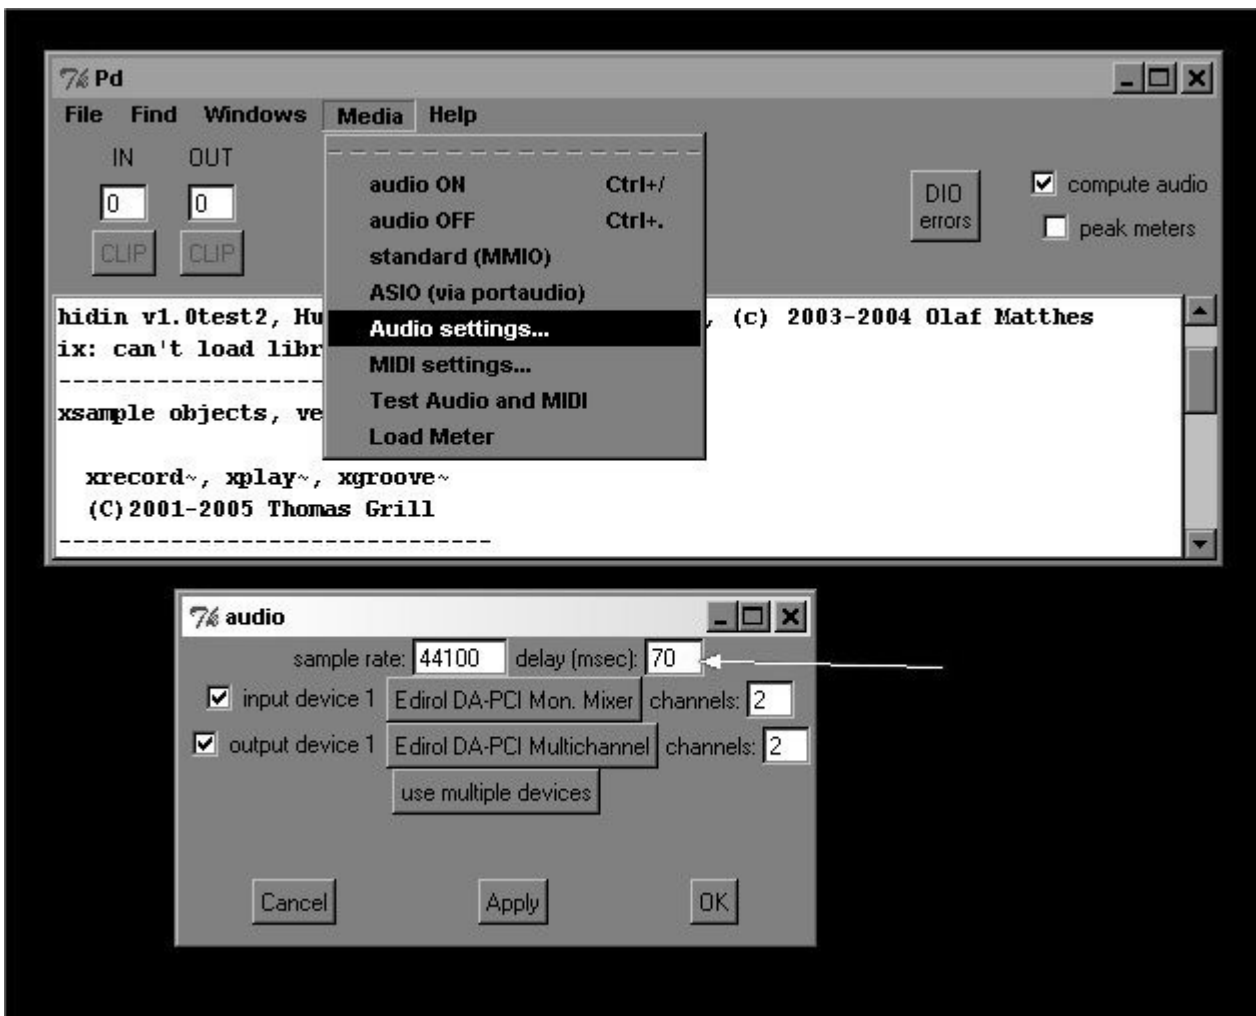 Pd
File Find Windows Media Help
IN OUT
0 0
CLIP CLIP
audio ON Ctrl+/
audio OFF Ctrl+.
standard (MMIO)
ASIO (via portaudio)
Audio settings...
MIDI settings...
Test Audio and MIDI
Load Meter
DIO
errors
compute audio
peak meters
hidin v1.0test2, Hu , (c) 2003-2004 Olaf Matthes
ix: can't load libr
--------------------
xsample objects, ve
xrecord~, xplay~, xgroove~
(C)2001-2005 Thomas Grill
-------------------------------
audio
sample rate: 44100 delay (msec): 70
input device 1 Edirol DA-PCI Mon. Mixer channels: 2
output device 1 Edirol DA-PCI Multichannel channels: 2
use multiple devices
Cancel Apply OK